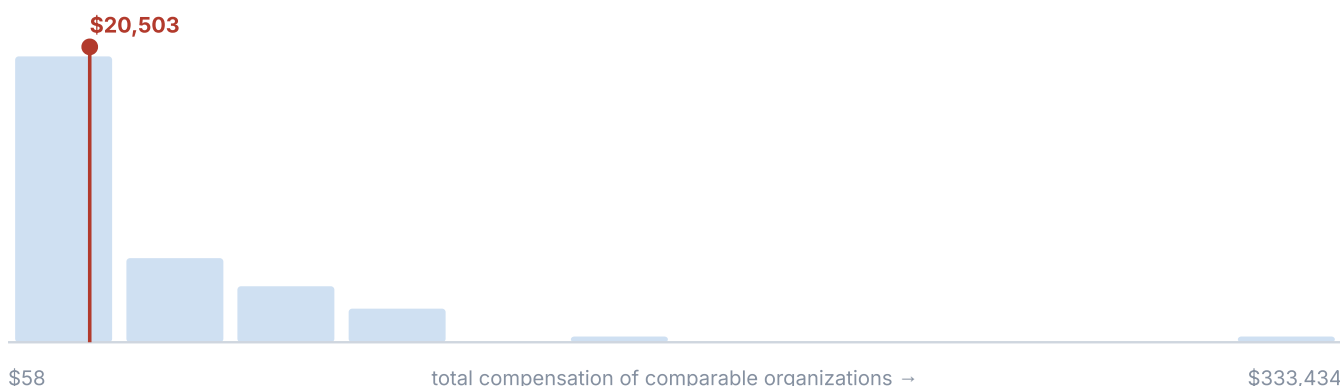 $20,503
$58
total compensation of comparable organizations →
$333,434